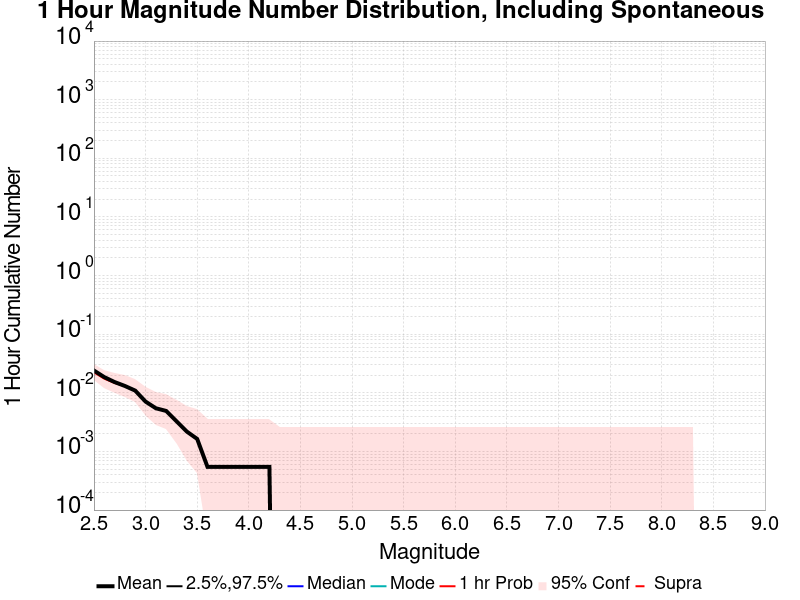 1 Hour Magnitude Number Distribution, Including Spontaneous
1 Hour Cumulative Number
10^4
10^3
10^2
10^1
10^0
10^-1
10^-2
10^-3
10^-4
2.5 3.0 3.5 4.0 4.5 5.0 5.5 6.0 6.5 7.0 7.5 8.0 8.5 9.0
Magnitude
Mean 2.5%,97.5% Median Mode 1 hr Prob 95% Conf Supra